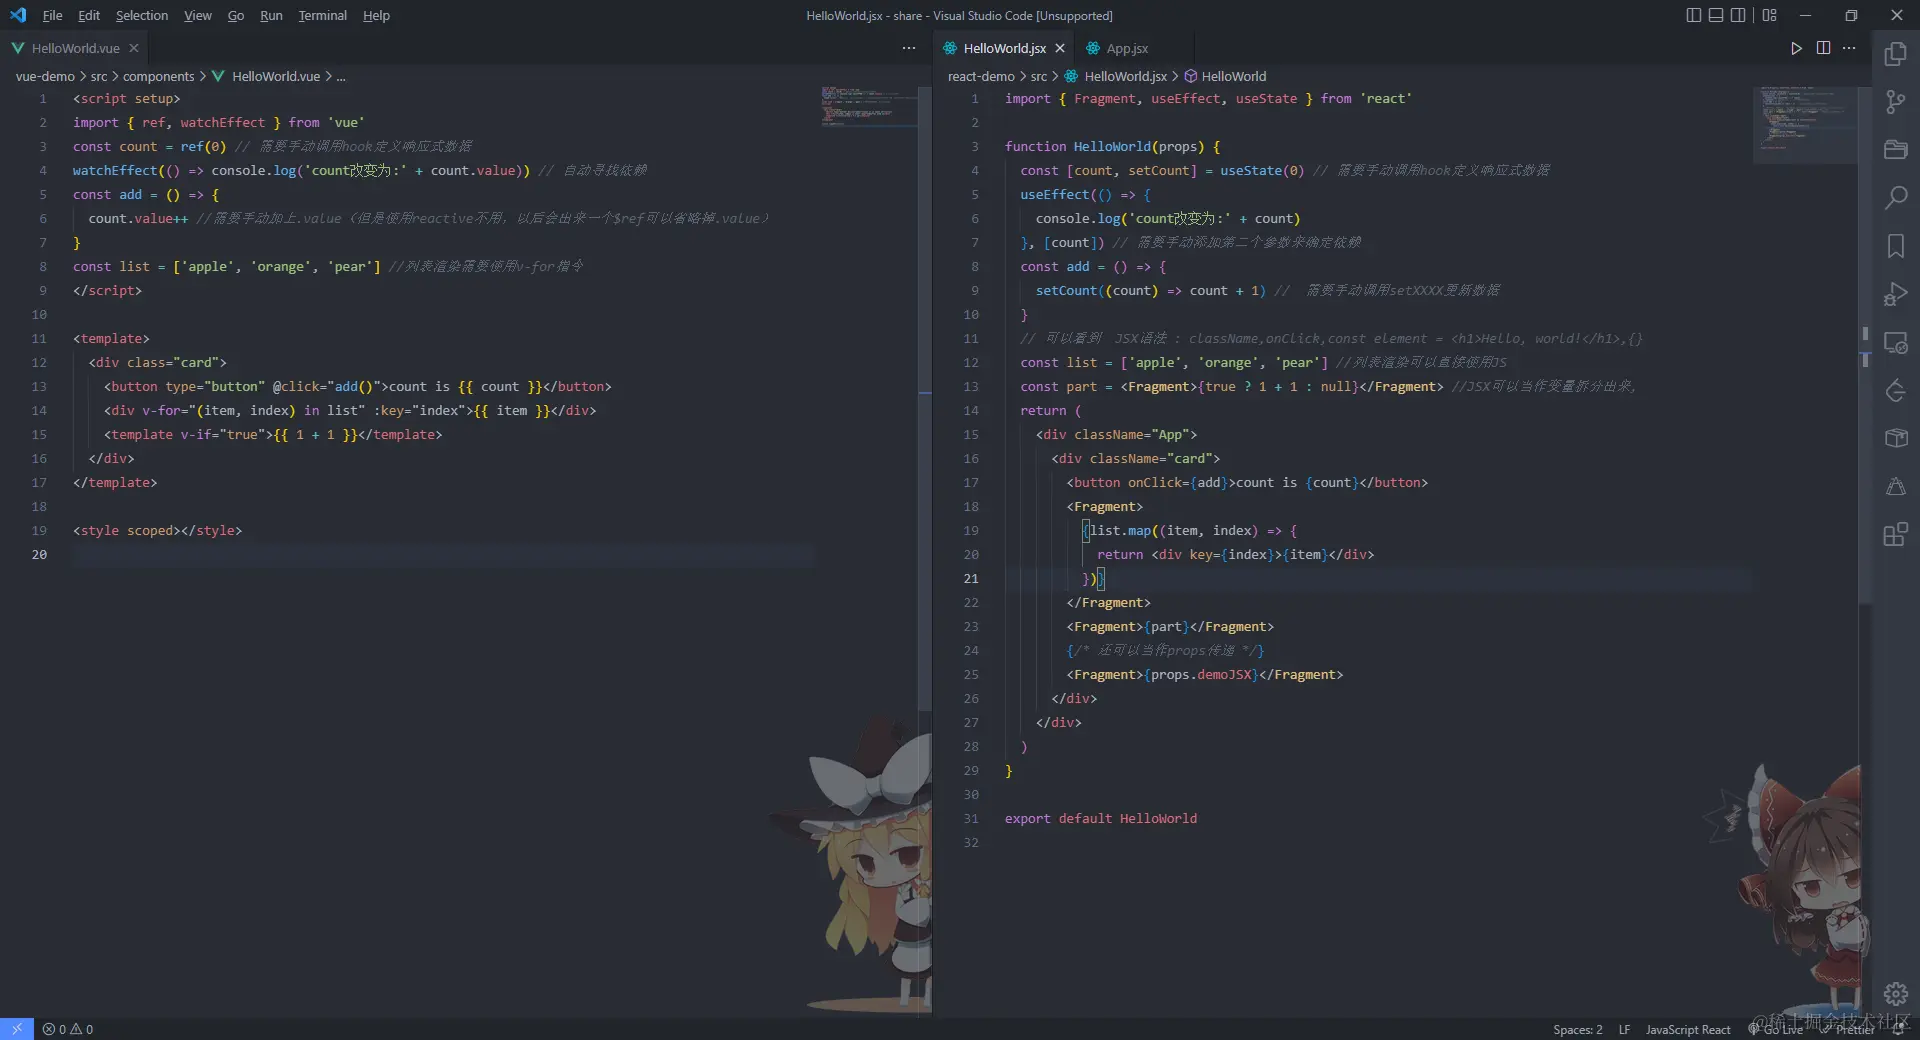 File Edit Selection View Go Run Terminal Help
HelloWorld.jsx - share - Visual Studio Code [Unsupported]
HelloWorld.vue
vue-demo > src > components > HelloWorld.vue > ...
1 <script setup>
2 import { ref, watchEffect } from 'vue'
3 const count = ref(0) // 需要手动调用hook定义响应式数据
4 watchEffect(() => console.log('count改变为:' + count.value)) // 自动寻找依赖
5 const add = () => {
6 count.value++ //需要手动加上.value（但是使用reactive不用，以后会出来一个$ref可以省略掉.value）
7 }
8 const list = ['apple', 'orange', 'pear'] //列表渲染需要使用v-for指令
9 </script>
10
11 <template>
12 <div class="card">
13 <button type="button" @click="add()">count is {{ count }}</button>
14 <div v-for="(item, index) in list" :key="index">{{ item }}</div>
15 <template v-if="true">{{ 1 + 1 }}</template>
16 </div>
17 </template>
18
19 <style scoped></style>
20
HelloWorld.jsx App.jsx
react-demo > src > HelloWorld.jsx > HelloWorld
1 import { Fragment, useEffect, useState } from 'react'
2
3 function HelloWorld(props) {
4 const [count, setCount] = useState(0) // 需要手动调用hook定义响应式数据
5 useEffect(() => {
6 console.log('count改变为:' + count)
7 }, [count]) // 需要手动添加第二个参数来确定依赖
8 const add = () => {
9 setCount((count) => count + 1) // 需要手动调用setXXXX更新数据
10 }
11 // 可以看到 JSX语法 : className,onClick,const element = <h1>Hello, world!</h1>,{}
12 const list = ['apple', 'orange', 'pear'] //列表渲染可以直接使用JS
13 const part = <Fragment>{true ? 1 + 1 : null}</Fragment> //JSX可以当作变量拆分出来,
14 return (
15 <div className="App">
16 <div className="card">
17 <button onClick={add}>count is {count}</button>
18 <Fragment>
19 {list.map((item, index) => {
20 return <div key={index}>{item}</div>
21 })}
22 </Fragment>
23 <Fragment>{part}</Fragment>
24 {/* 还可以当作props传递 */}
25 <Fragment>{props.demoJSX}</Fragment>
26 </div>
27 </div>
28 )
29 }
30
31 export default HelloWorld
32
0 0
Spaces: 2 LF JavaScript React Go Live Prettier
@稀土掘金技术社区